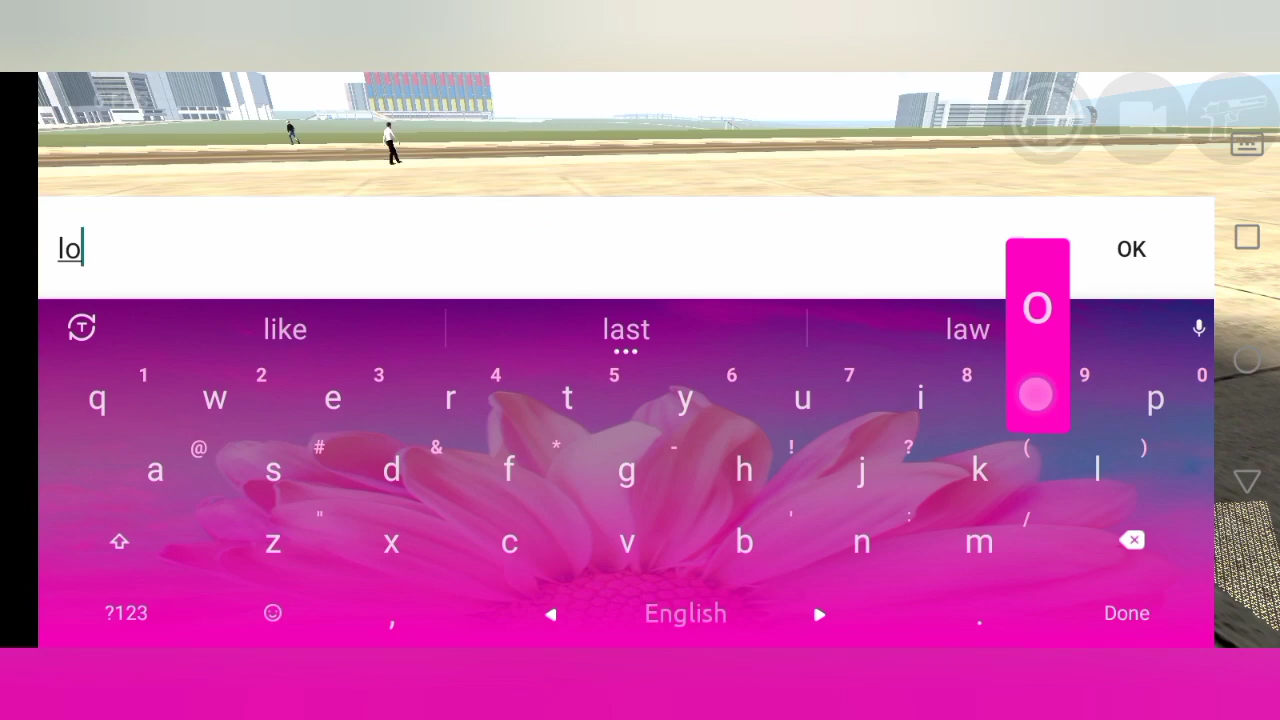 lo
OK
like last law
1 2 3 4 5 6 7 8 9 0
q w e r t y u i o p
@ # & * - ! ? ( )
a s d f g h j k l
" ' : /
z x c v b n m
?123 , English . Done